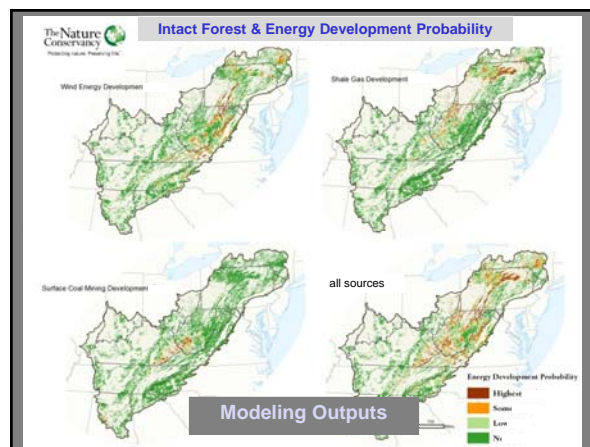 The Nature
Conservancy
Protecting nature. Preserving life.
Intact Forest & Energy Development Probability
Wind Energy Developmen
Shale Gas Development
Surface Coal Mining Development
all sources
Energy Development Probability
Highest
Some
Low
Modeling Outputs